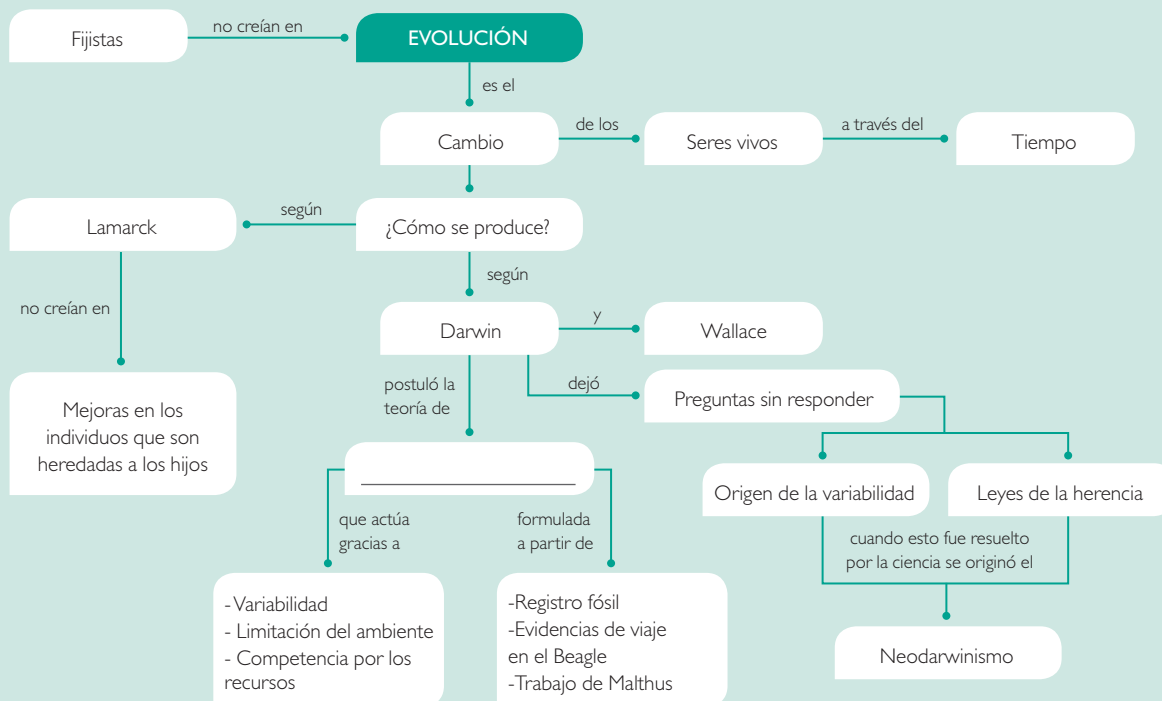 Fijistas
no creían en
EVOLUCIÓN
es el
Cambio
de los
Seres vivos
a través del
Tiempo
¿Cómo se produce?
según
Lamarck
no creían en
Mejoras en los
individuos que son
heredadas a los hijos
según
Darwin
y
Wallace
postuló la
teoría de
dejó
Preguntas sin responder
Origen de la variabilidad
Leyes de la herencia
cuando esto fue resuelto
por la ciencia se originó el
Neodarwinismo
que actúa
gracias a
- Variabilidad
- Limitación del ambiente
- Competencia por los
recursos
formulada
a partir de
-Registro fósil
-Evidencias de viaje
en el Beagle
-Trabajo de Malthus